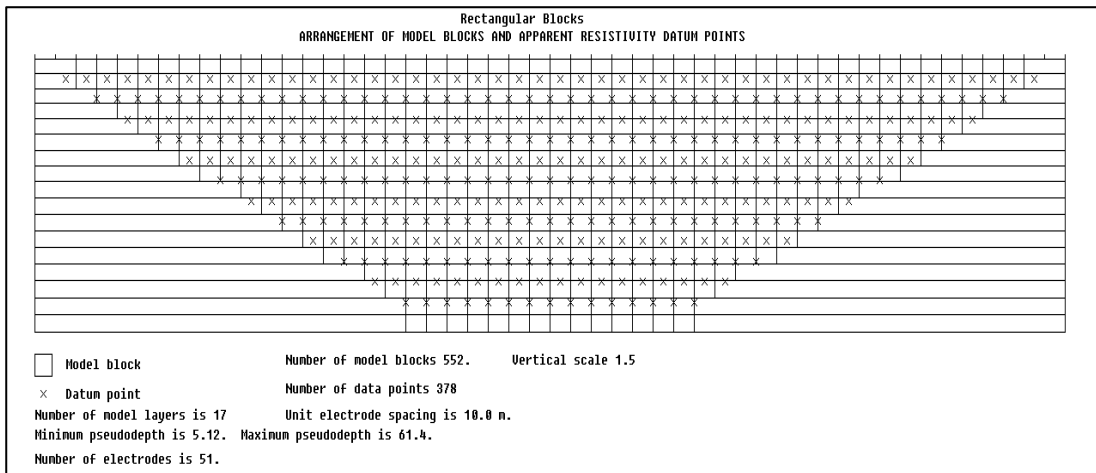 Rectangular Blocks
ARRANGEMENT OF MODEL BLOCKS AND APPARENT RESISTIVITY DATUM POINTS
Model block
Number of model blocks 552. Vertical scale 1.5
x Datum point
Number of data points 378
Number of model layers is 17 Unit electrode spacing is 10.0 m.
Minimum pseudodepth is 5.12. Maximum pseudodepth is 61.4.
Number of electrodes is 51.